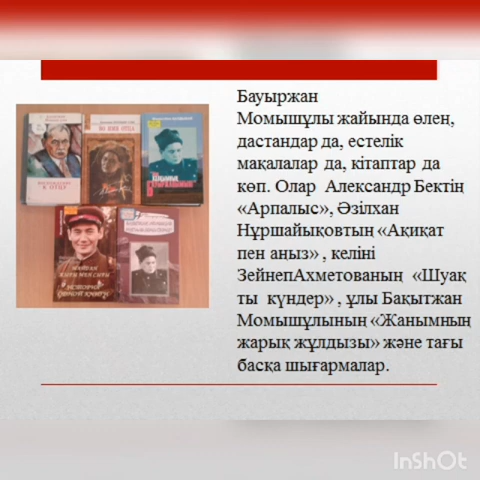 Бауыржан
Момышұлы жайында өлен,
дастандар да, естелік
мақалалар да, кітаптар да
көп. Олар Александр Бектің
«Арпалыс», Әзілхан
Нұршайықовтың «Ақиқат
пен аңыз» , келіні
ЗейнепАхметованың «Шуақ
ты күндер» , ұлы Бақытжан
Момышұлының «Жанымның
жарық жұлдызы» және тағы
басқа шығармалар.
InShOt